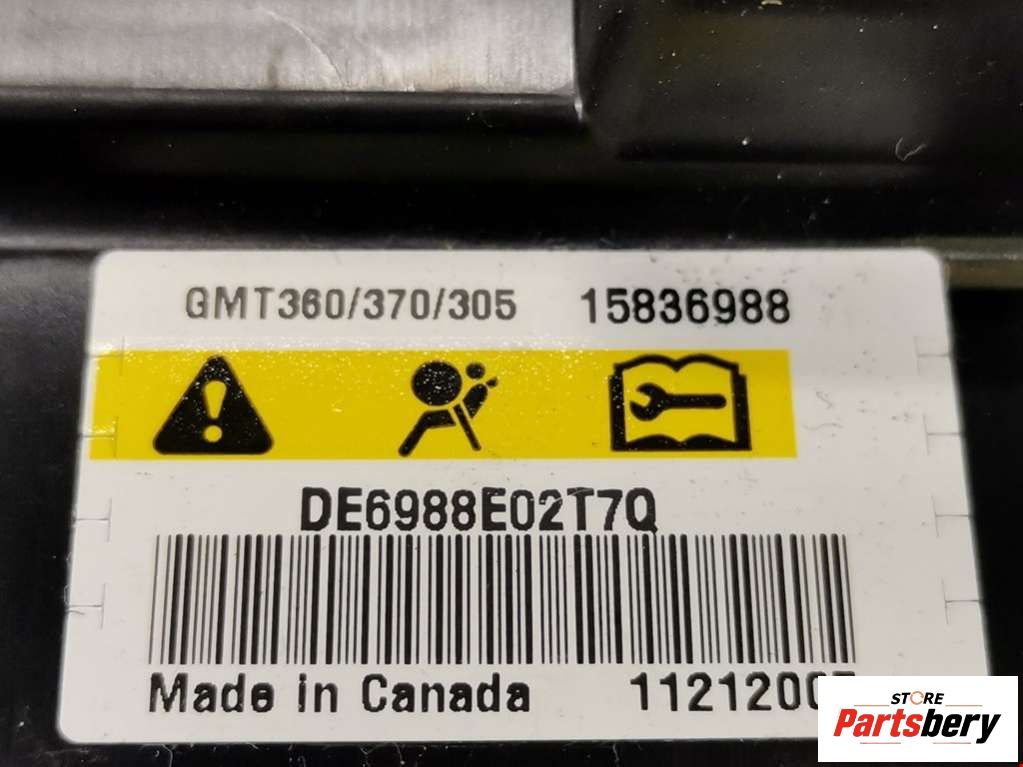 GMT360/370/305 15836988
DE6988E02T7Q
Made in Canada
STORE
Partsbery